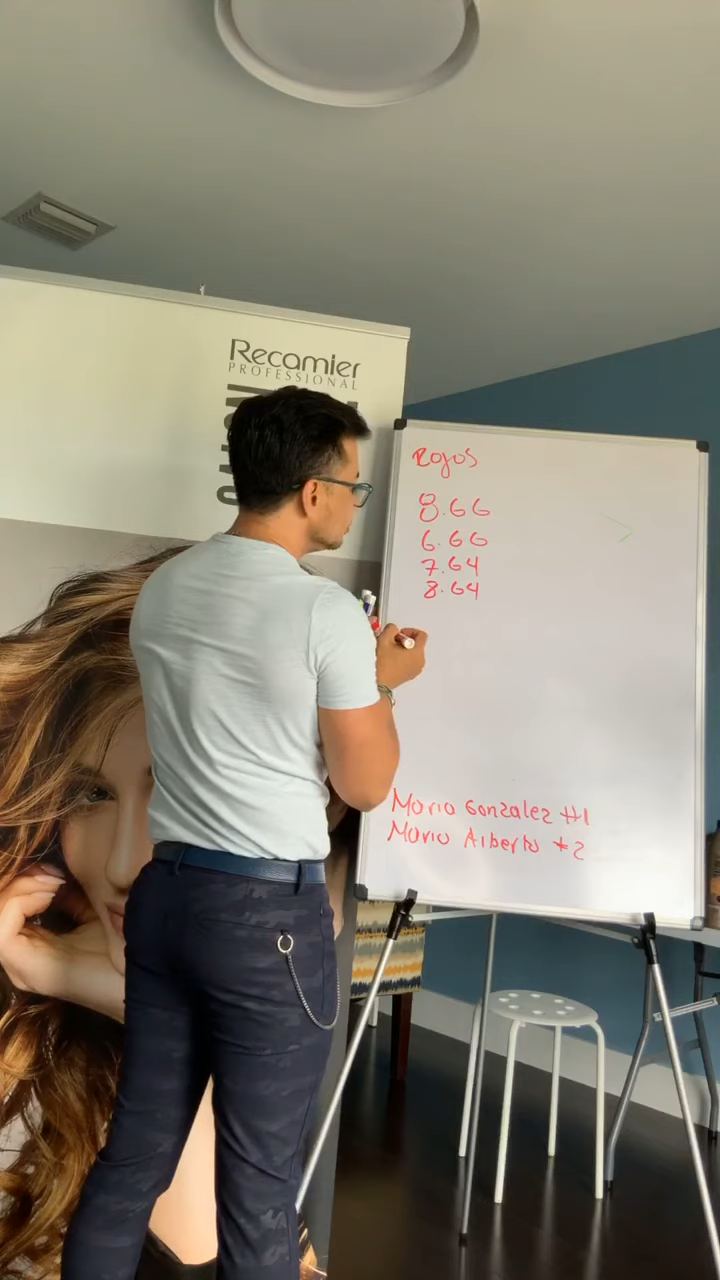 Recamier
PROFESSIONAL
Rojos
8.66
6.66
7.64
8.64
Mario Gonzalez #1
Mario Alberto #2